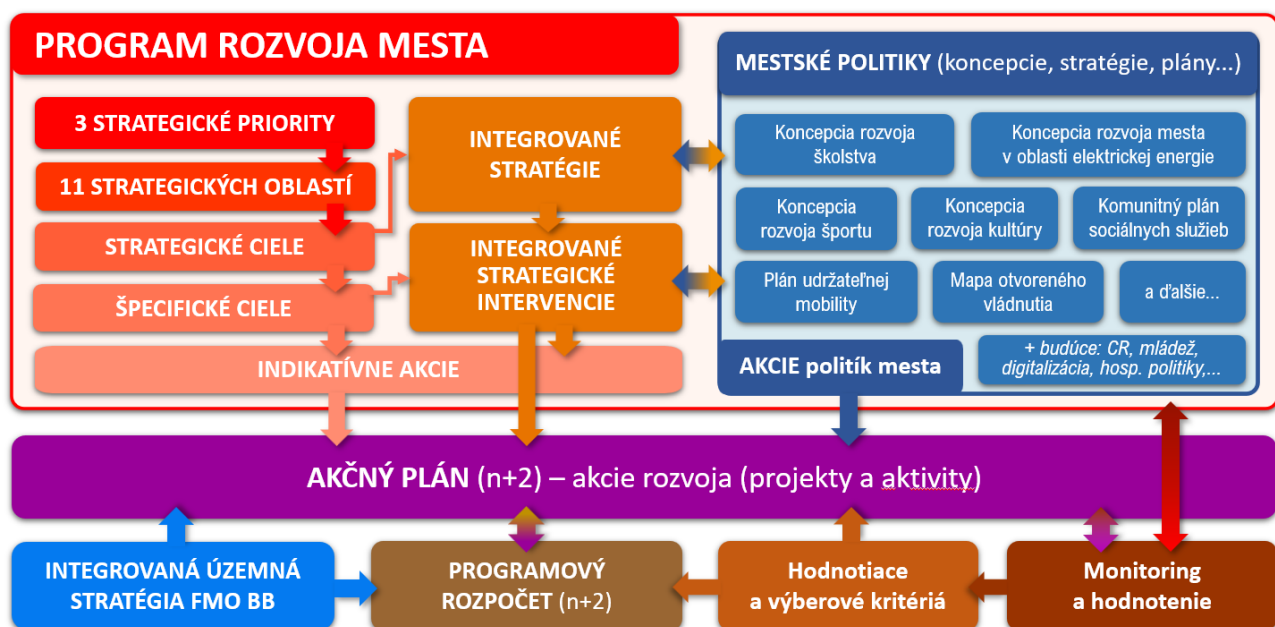 PROGRAM ROZVOJA MESTA
3 STRATEGICKÉ PRIORITY
11 STRATEGICKÝCH OBLASTÍ
STRATEGICKÉ CIELE
ŠPECIFICKÉ CIELE
INDIKATÍVNE AKCIE
INTEGROVANÉ
STRATÉGIE
INTEGROVANÉ
STRATEGICKÉ
INTERVENCIE
MESTSKÉ POLITIKY (koncepcie, stratégie, plány...)
Koncepcia rozvoja
školstva
Koncepcia rozvoja mesta
v oblasti elektrickej energie
Koncepcia
rozvoja športu
Koncepcia
rozvoja kultúry
Komunitný plán
sociálnych služieb
Plán udržateľnej
mobility
Mapa otvoreného
vládnutia
a ďalšie...
+ budúce: CR, mládež,
digitalizácia, hosp. politiky,...
AKCIE politík mesta
AKČNÝ PLÁN (n+2) – akcie rozvoja (projekty a aktivity)
INTEGROVANÁ ÚZEMNÁ
STRATÉGIA FMO BB
PROGRAMOVÝ
ROZPOČET (n+2)
Hodnotiace
a výberové kritériá
Monitoring
a hodnotenie